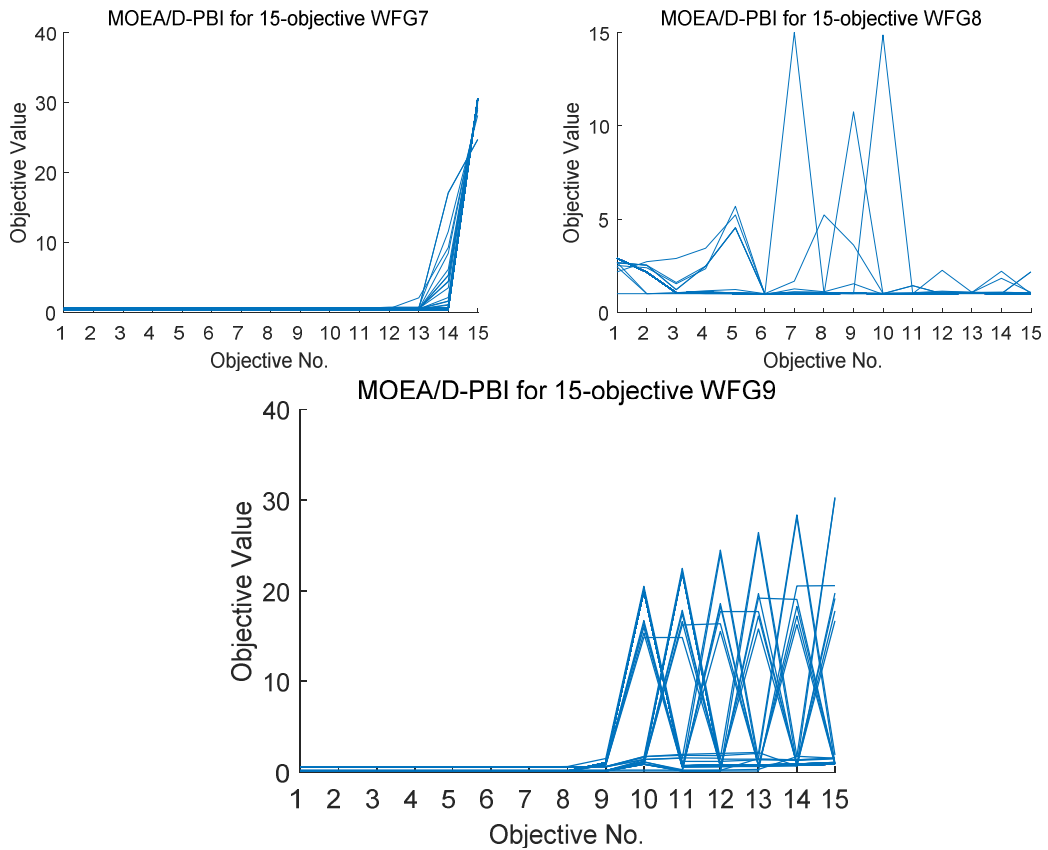 MOEA/D-PBI for 15-objective WFG7
40
30
20
10
0
Objective Value
1 2 3 4 5 6 7 8 9 10 11 12 13 14 15
Objective No.
MOEA/D-PBI for 15-objective WFG8
15
10
5
0
Objective Value
1 2 3 4 5 6 7 8 9 10 11 12 13 14 15
Objective No.
MOEA/D-PBI for 15-objective WFG9
40
30
20
10
0
Objective Value
1 2 3 4 5 6 7 8 9 10 11 12 13 14 15
Objective No.